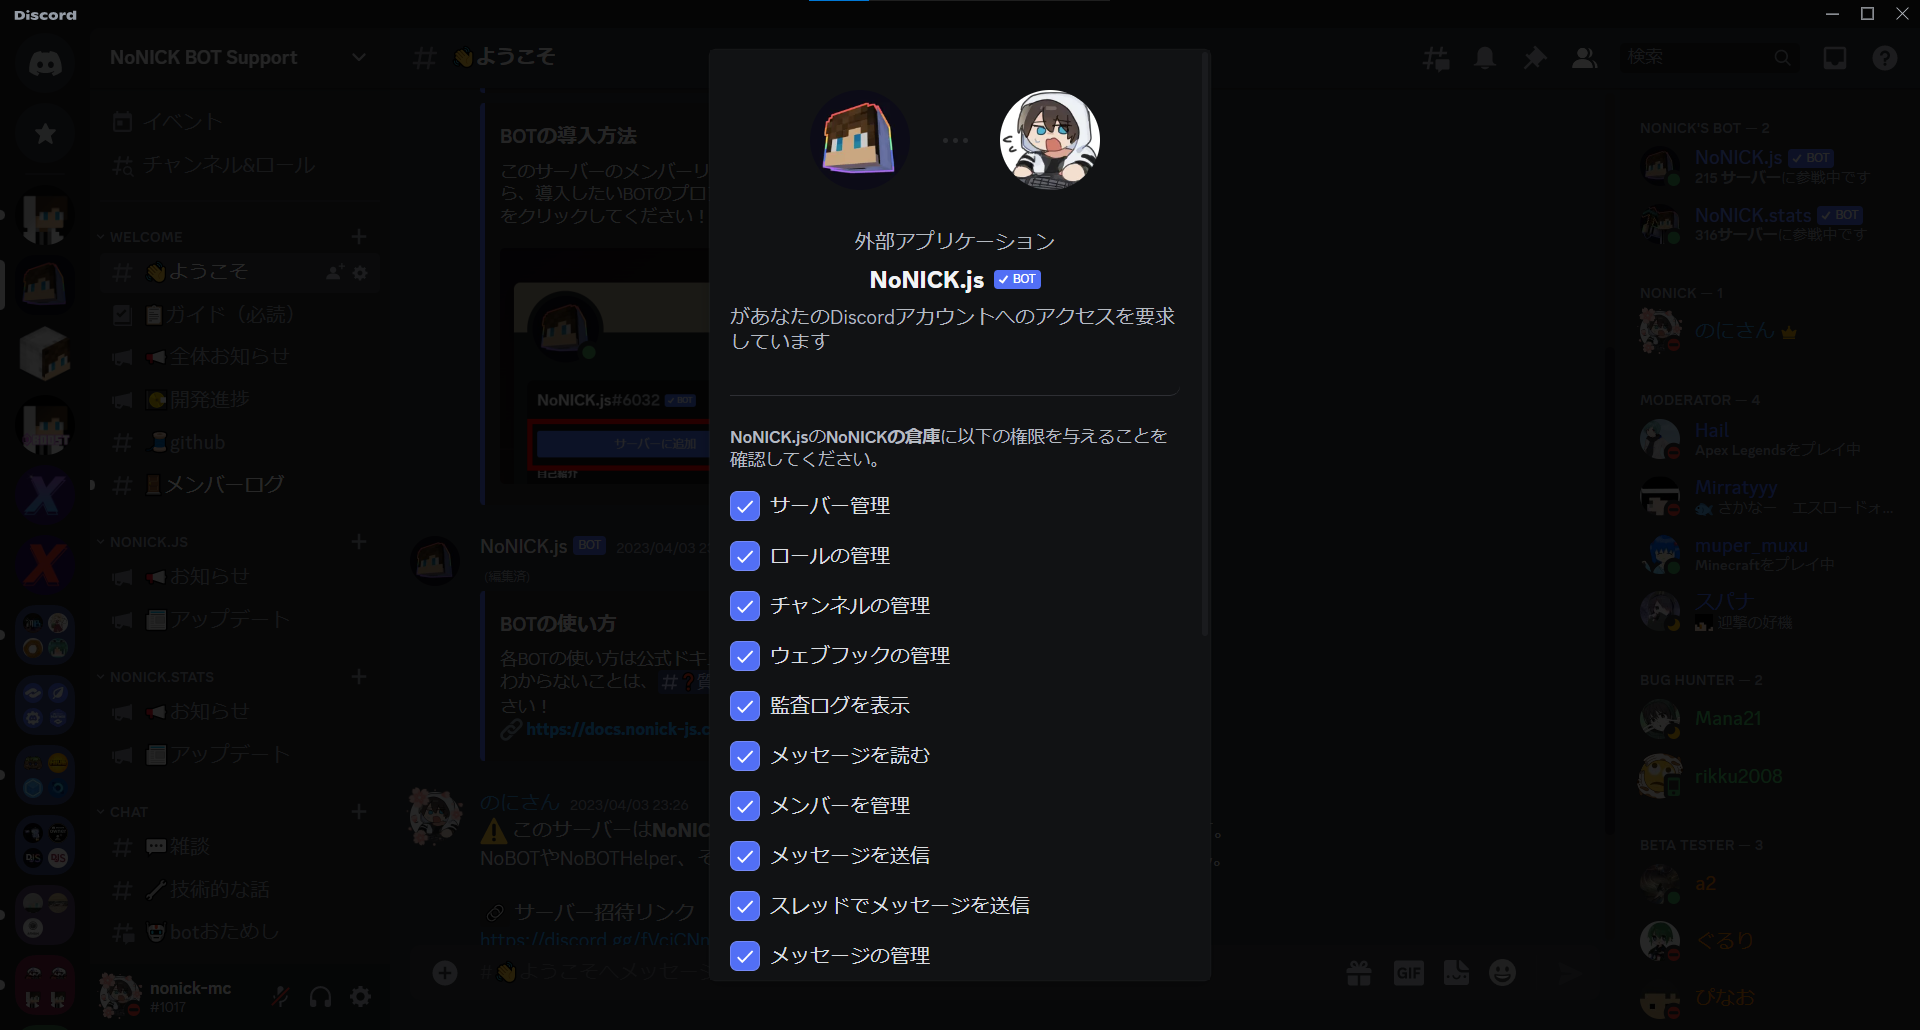 Discord
NoNICK BOT Support
イベント
チャンネル&ロール
WELCOME
ようこそ
ガイド（必読）
全体お知らせ
開発進捗
github
メンバーログ
NONICK.JS
お知らせ
アップデート
NONICK.STATS
お知らせ
アップデート
CHAT
雑談
技術的な話
botおためし
nonick-mc
#1017
ようこそ
検索
BOTの導入方法
このサーバーのメンバーリ
ら、導入したいBOTのプロ
をクリックしてください！
NoNICK.js#6032 BOT
サーバーに追加
自己紹介
NoNICK.js BOT 2023/04/03 2
(編集済)
BOTの使い方
各BOTの使い方は公式ドキ
わからないことは、#❓質
さい！
https://docs.nonick-js.c
のにさん 2023/04/03 23:26
このサーバーはNoNIC
NoBOTやNoBOTHelper、そ
サーバー招待リンク
https://discord.gg/fVcjCNn
#👋ようこそへメッセージ
GIF
外部アプリケーション
NoNICK.js BOT
があなたのDiscordアカウントへのアクセスを要求
しています
NoNICK.jsのNoNICKの倉庫に以下の権限を与えることを
確認してください。
サーバー管理
ロールの管理
チャンネルの管理
ウェブフックの管理
監査ログを表示
メッセージを読む
メンバーを管理
メッセージを送信
スレッドでメッセージを送信
メッセージの管理
NONICK'S BOT — 2
NoNICK.js BOT
215 サーバーに参戦中です
NoNICK.stats BOT
316サーバーに参戦中です
NONICK — 1
のにさん
MODERATOR — 4
Hail
Apex Legendsをプレイ中
Mirratyyy
さかなー エスロードォ…
muper_muxu
Minecraftをプレイ中
スパナ
迎撃の好機
BUG HUNTER — 2
Mana21
rikku2008
BETA TESTER — 3
a2
ぐるり
ぴなお